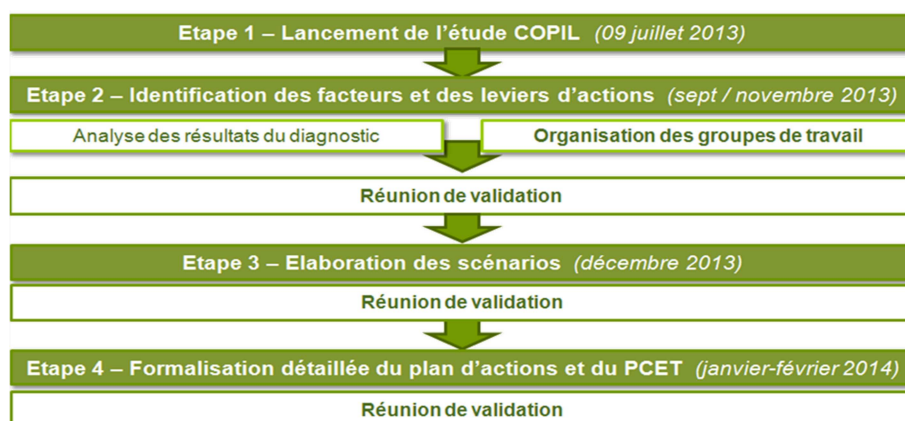 Etape 1 – Lancement de l'étude COPIL (09 juillet 2013)
Etape 2 – Identification des facteurs et des leviers d'actions (sept / novembre 2013)
Analyse des résultats du diagnostic
Organisation des groupes de travail
Réunion de validation
Etape 3 – Elaboration des scénarios (décembre 2013)
Réunion de validation
Etape 4 – Formalisation détaillée du plan d'actions et du PCET (janvier-février 2014)
Réunion de validation